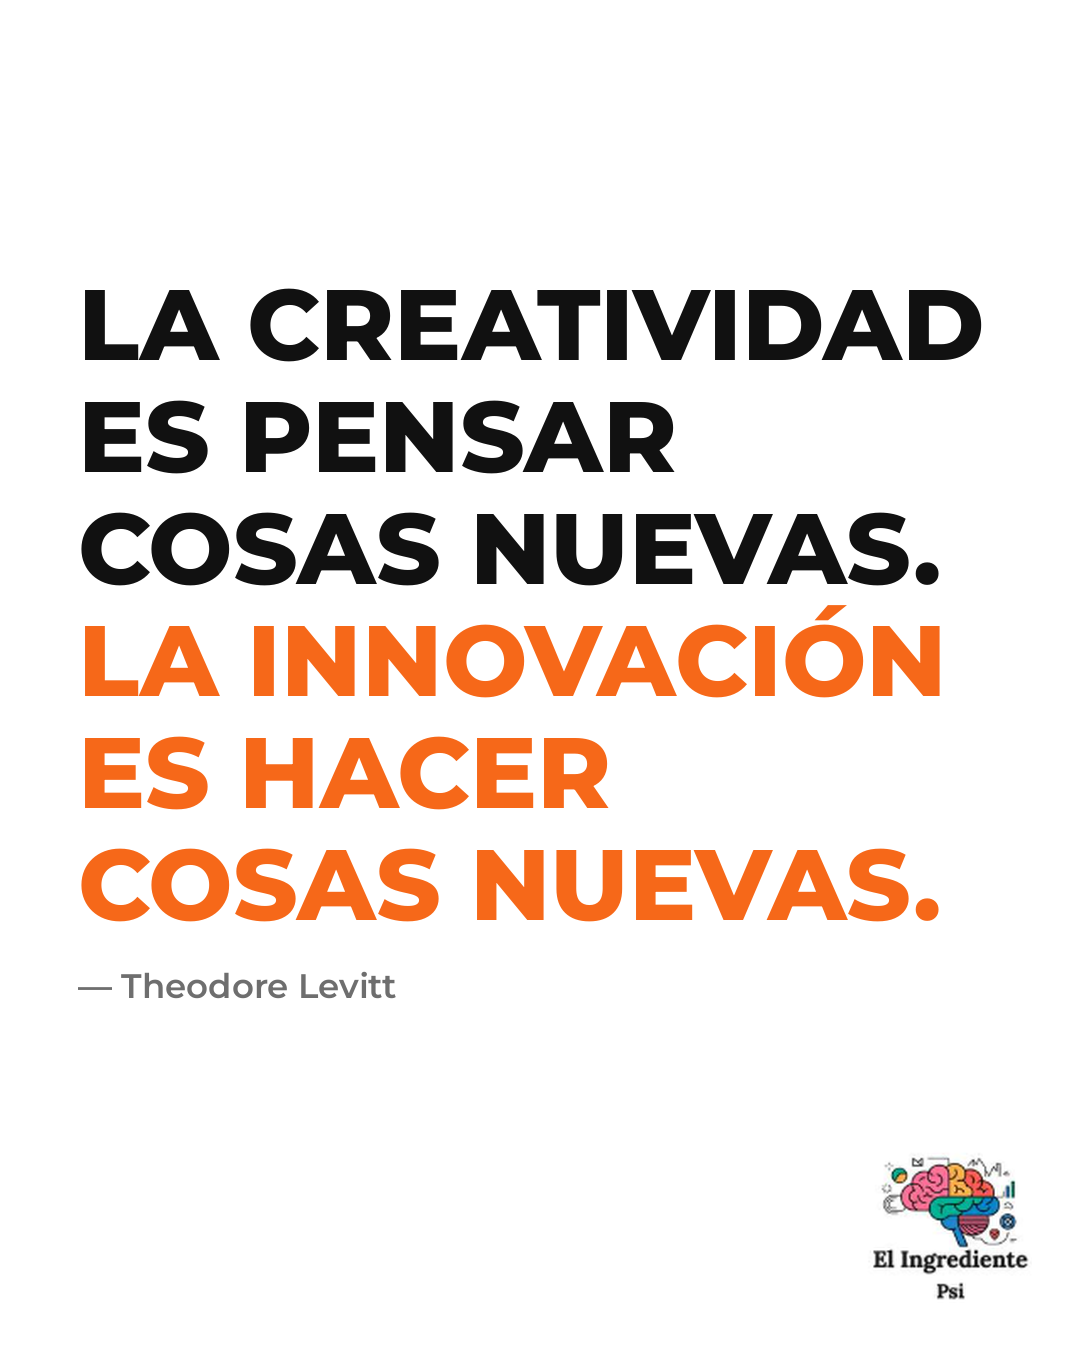 LA CREATIVIDAD
ES PENSAR
COSAS NUEVAS.
LA INNOVACIÓN
ES HACER
COSAS NUEVAS.
— Theodore Levitt
El Ingrediente
Psi